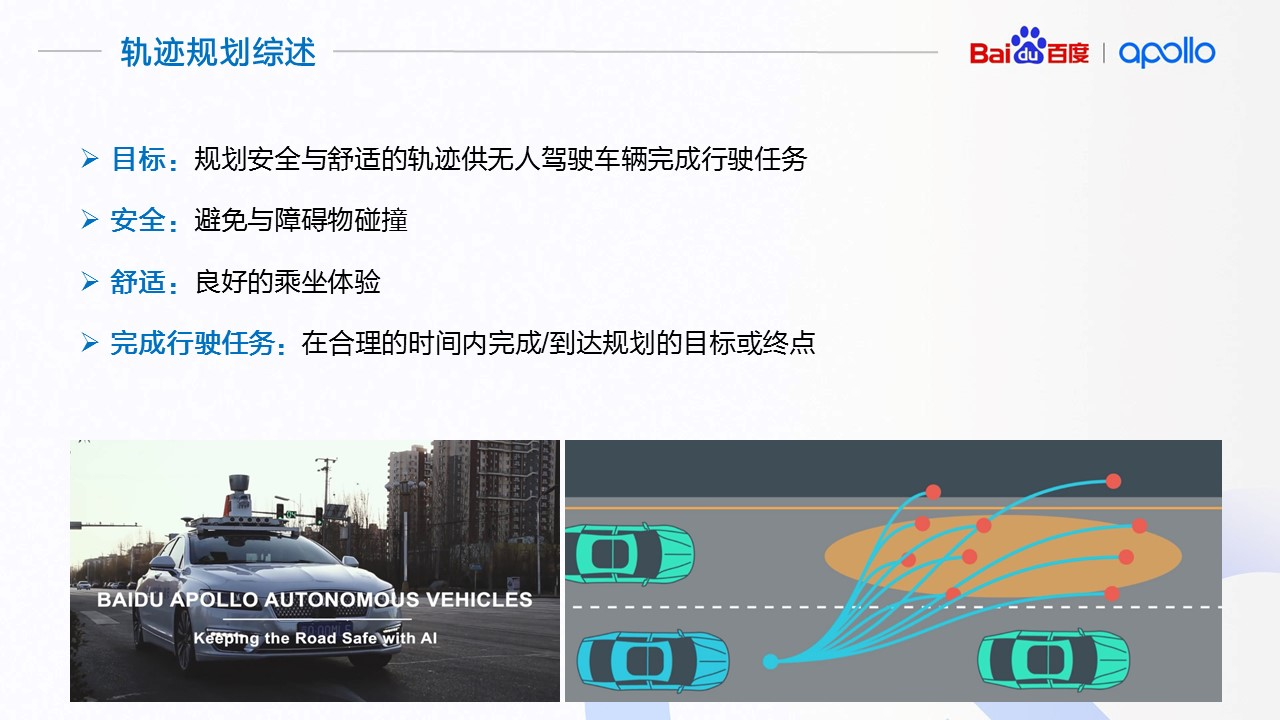 轨迹规划综述
Bai du 百度 | apollo
目标：规划安全与舒适的轨迹供无人驾驶车辆完成行驶任务
安全：避免与障碍物碰撞
舒适：良好的乘坐体验
完成行驶任务：在合理的时间内完成/到达规划的目标或终点
BAIDU APOLLO AUTONOMOUS VEHICLES
Keeping the Road Safe with AI